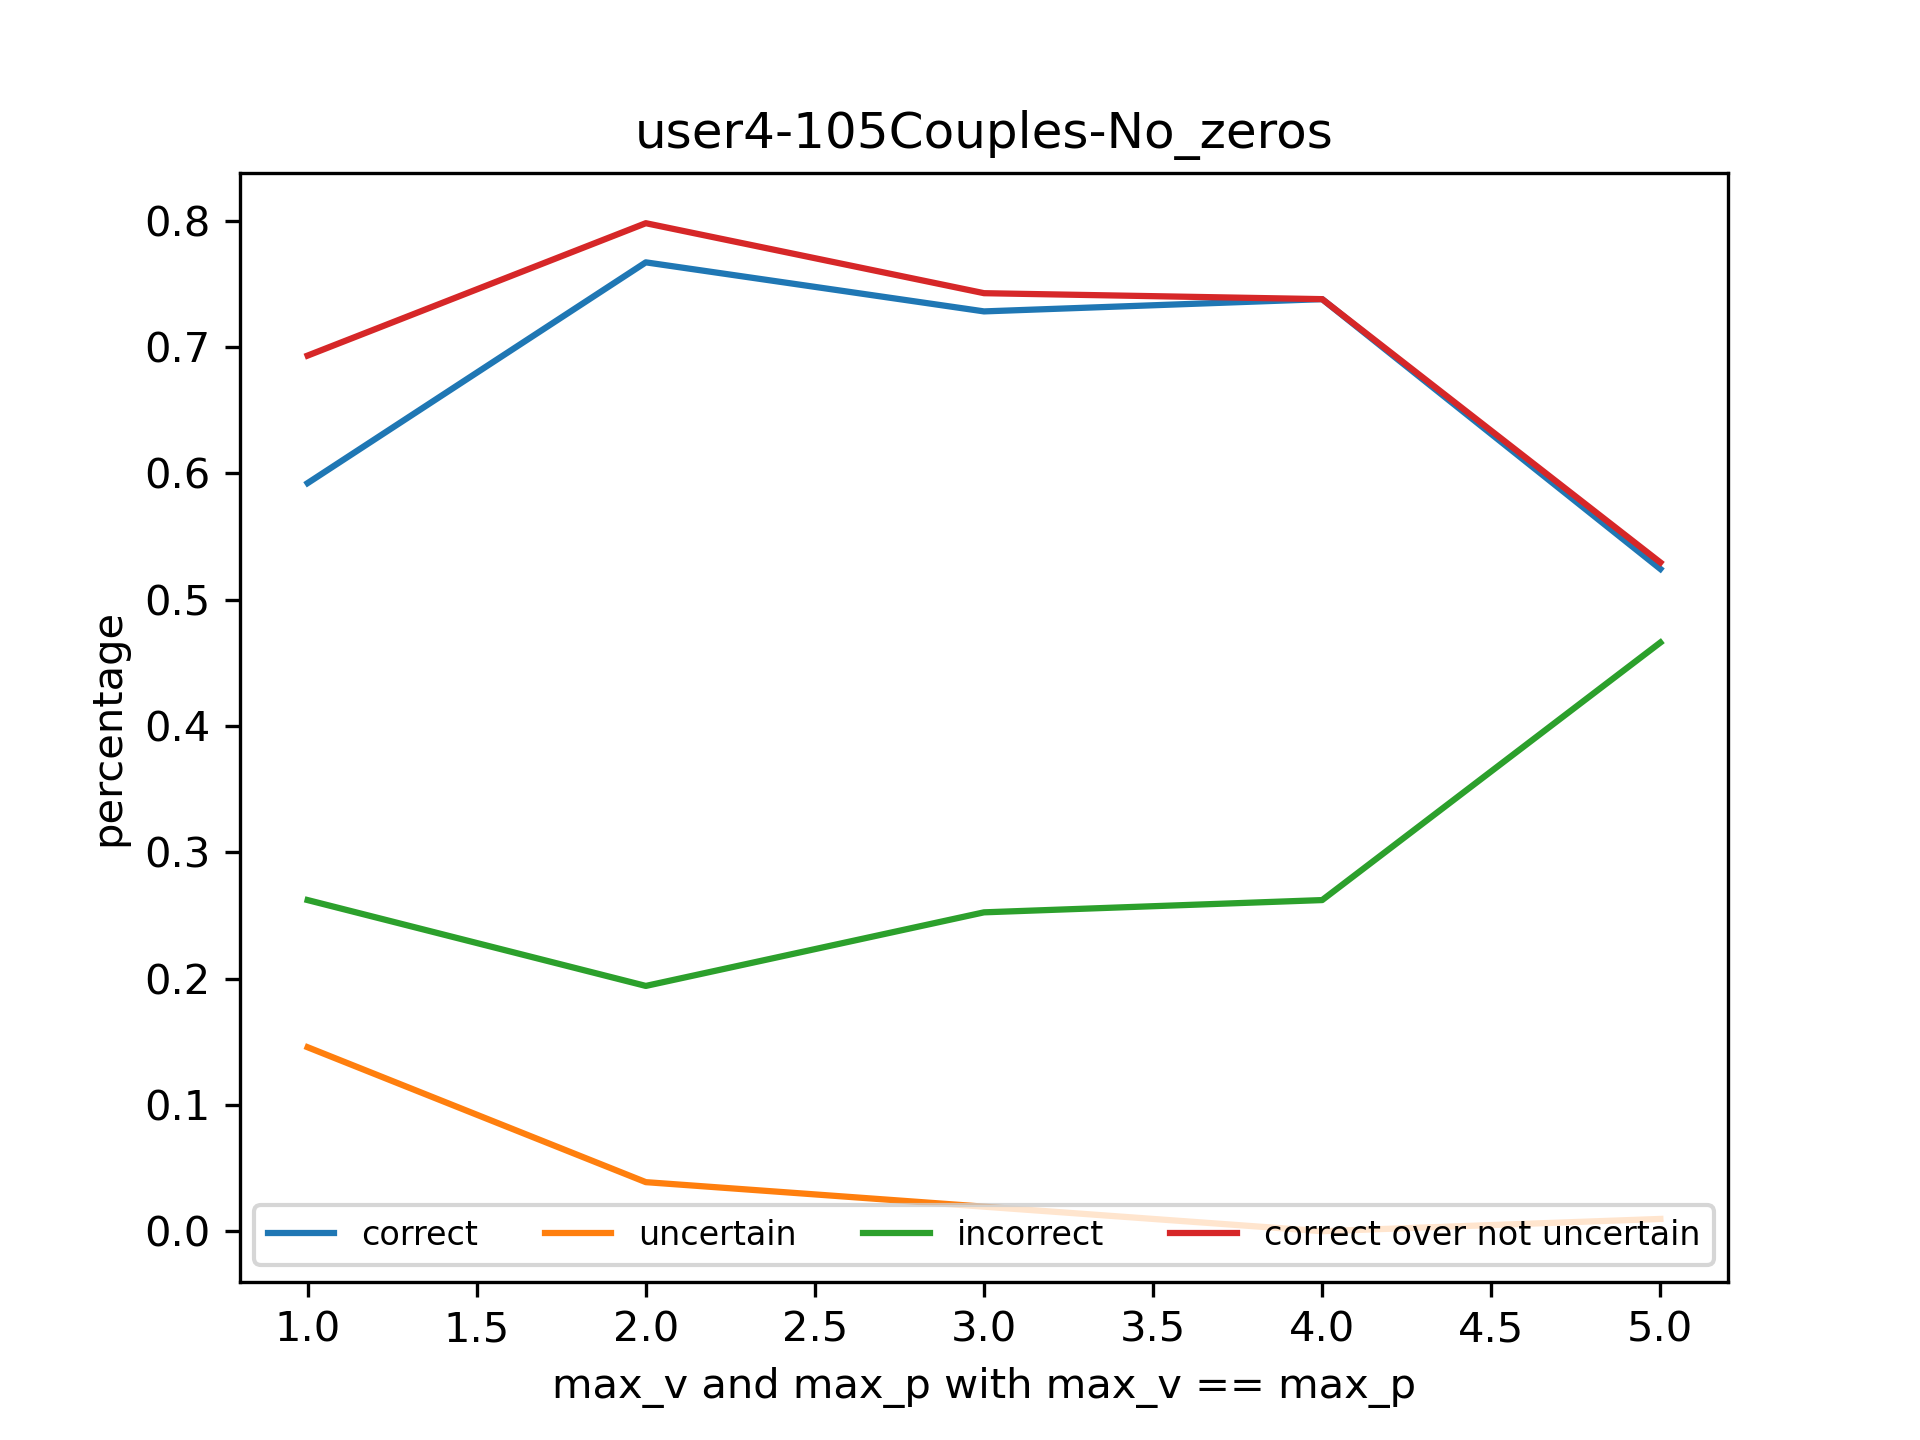 user4-105Couples-No_zeros
percentage
0.8
0.7
0.6
0.5
0.4
0.3
0.2
0.1
0.0
correct uncertain incorrect correct over not uncertain
1.0 1.5 2.0 2.5 3.0 3.5 4.0 4.5 5.0
max_v and max_p with max_v == max_p